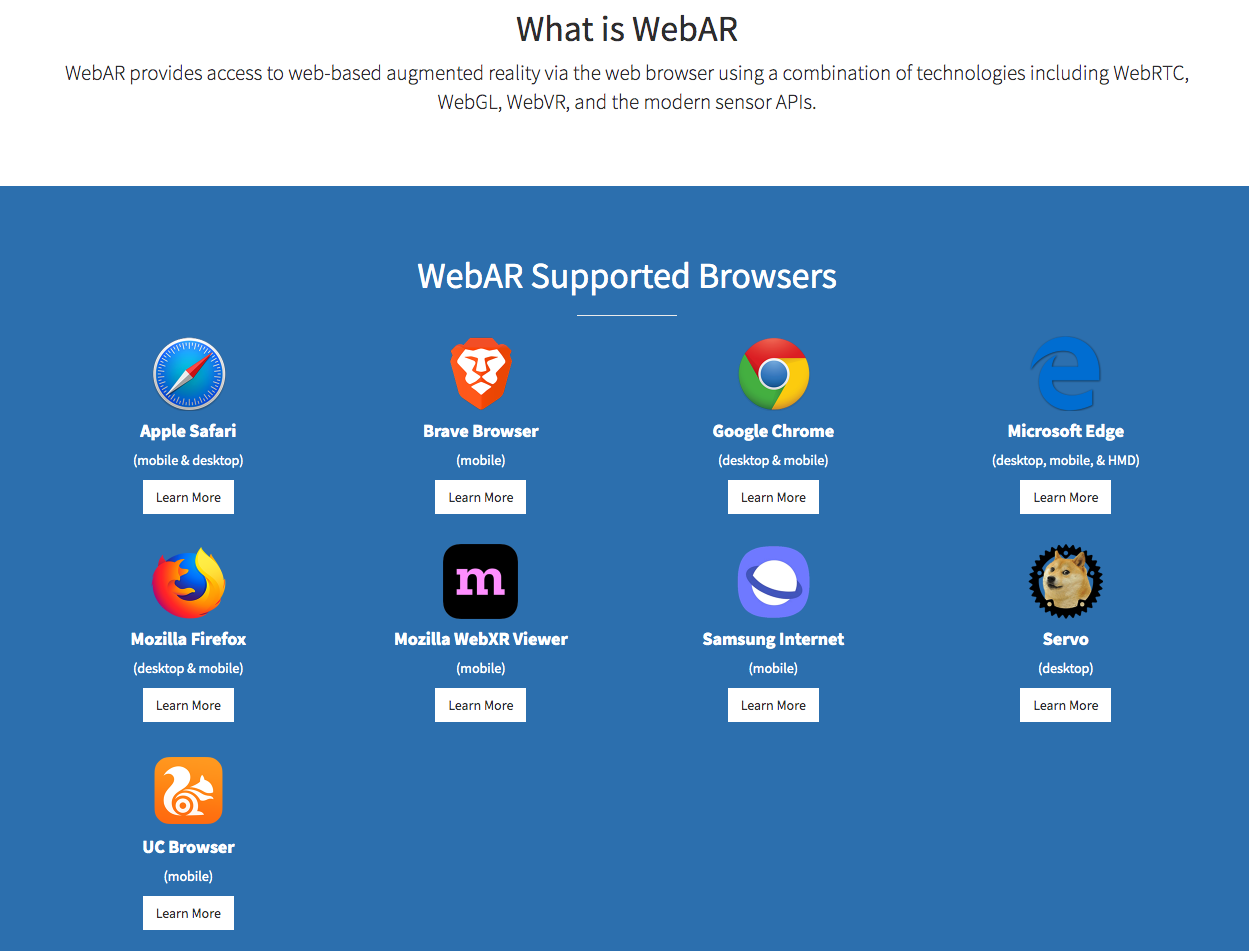 What is WebAR
WebAR provides access to web-based augmented reality via the web browser using a combination of technologies including WebRTC,
WebGL, WebVR, and the modern sensor APIs.
WebAR Supported Browsers
Apple Safari
(mobile & desktop)
Learn More
Brave Browser
(mobile)
Learn More
Google Chrome
(desktop & mobile)
Learn More
Microsoft Edge
(desktop, mobile, & HMD)
Learn More
Mozilla Firefox
(desktop & mobile)
Learn More
m
Mozilla WebXR Viewer
(mobile)
Learn More
Samsung Internet
(mobile)
Learn More
Servo
(desktop)
Learn More
UC Browser
(mobile)
Learn More